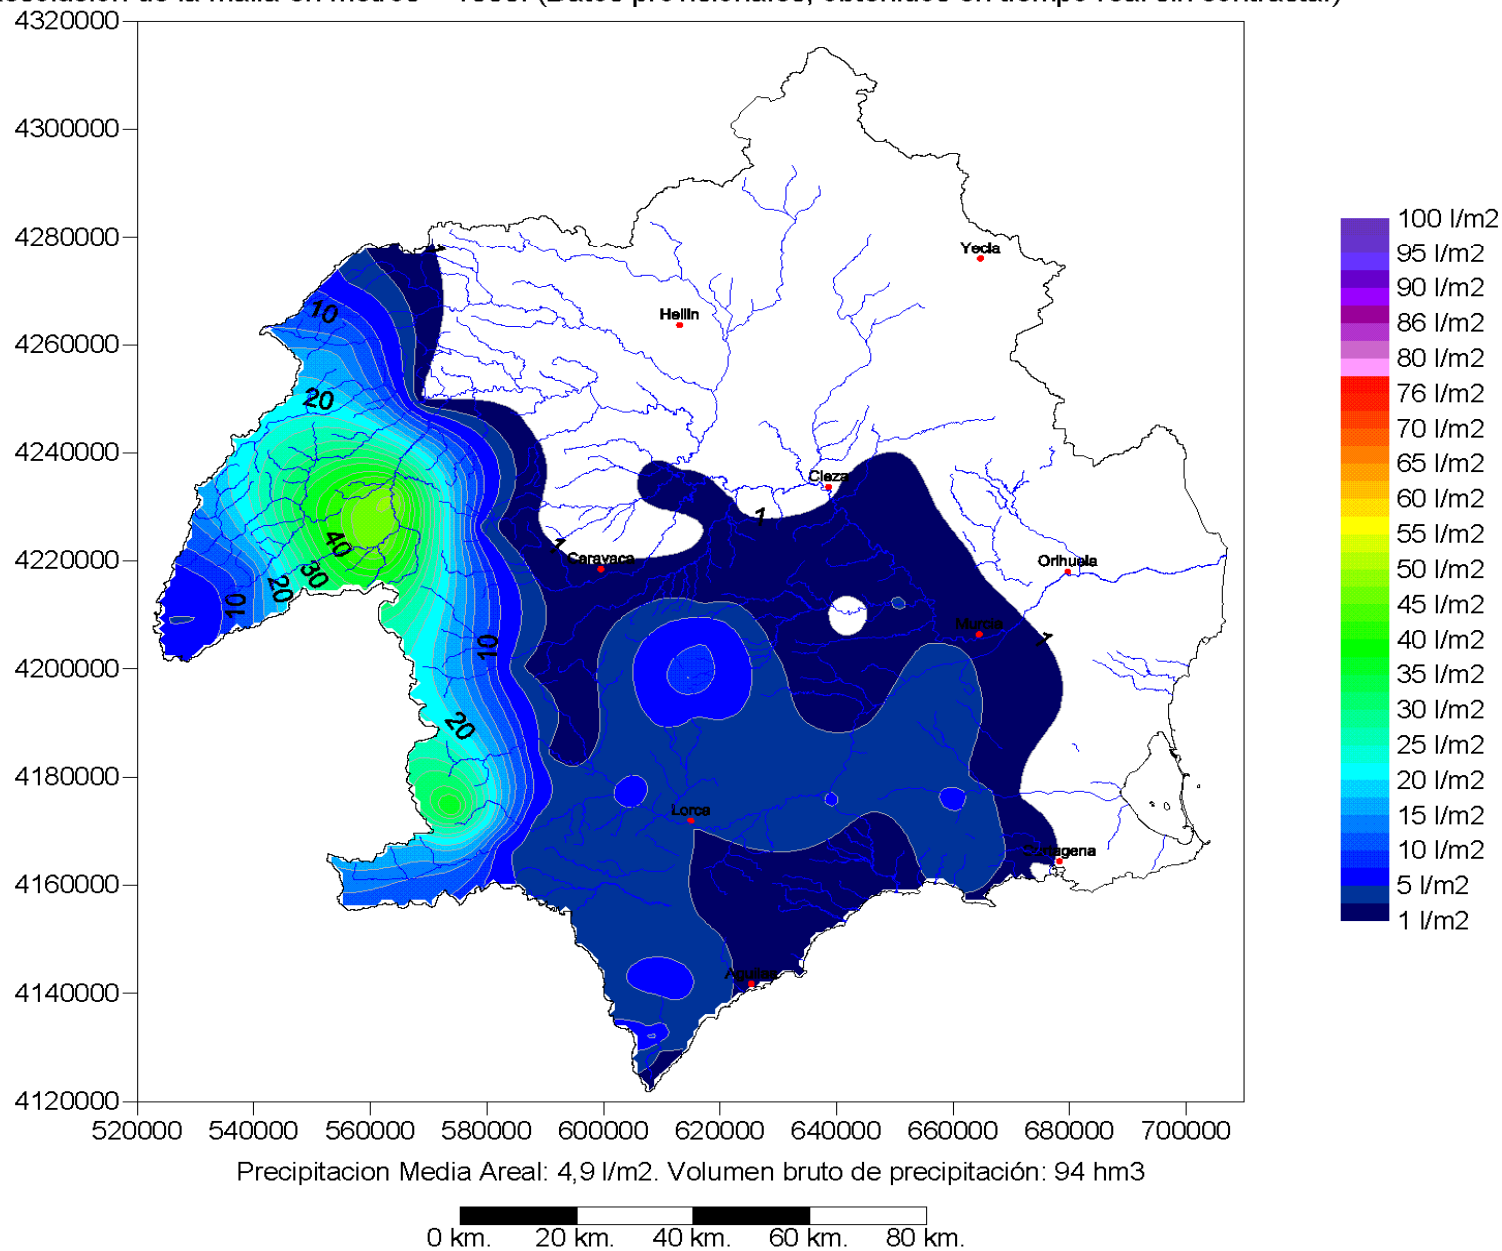 4320000
4300000
4280000
4260000
4240000
4220000
4200000
4180000
4160000
4140000
4120000
520000 540000 560000 580000 600000 620000 640000 660000 680000 700000
Yecla
Hellin
Cieza
Caravaca
Orihuela
Murcia
Lorca
Cartagena
Aguilas
1
10
20
40
30
20
10
10
20
1
1
1
100 l/m2
95 l/m2
90 l/m2
86 l/m2
80 l/m2
76 l/m2
70 l/m2
65 l/m2
60 l/m2
55 l/m2
50 l/m2
45 l/m2
40 l/m2
35 l/m2
30 l/m2
25 l/m2
20 l/m2
15 l/m2
10 l/m2
5 l/m2
1 l/m2
Precipitacion Media Areal: 4,9 l/m2. Volumen bruto de precipitación: 94 hm3
0 km. 20 km. 40 km. 60 km. 80 km.